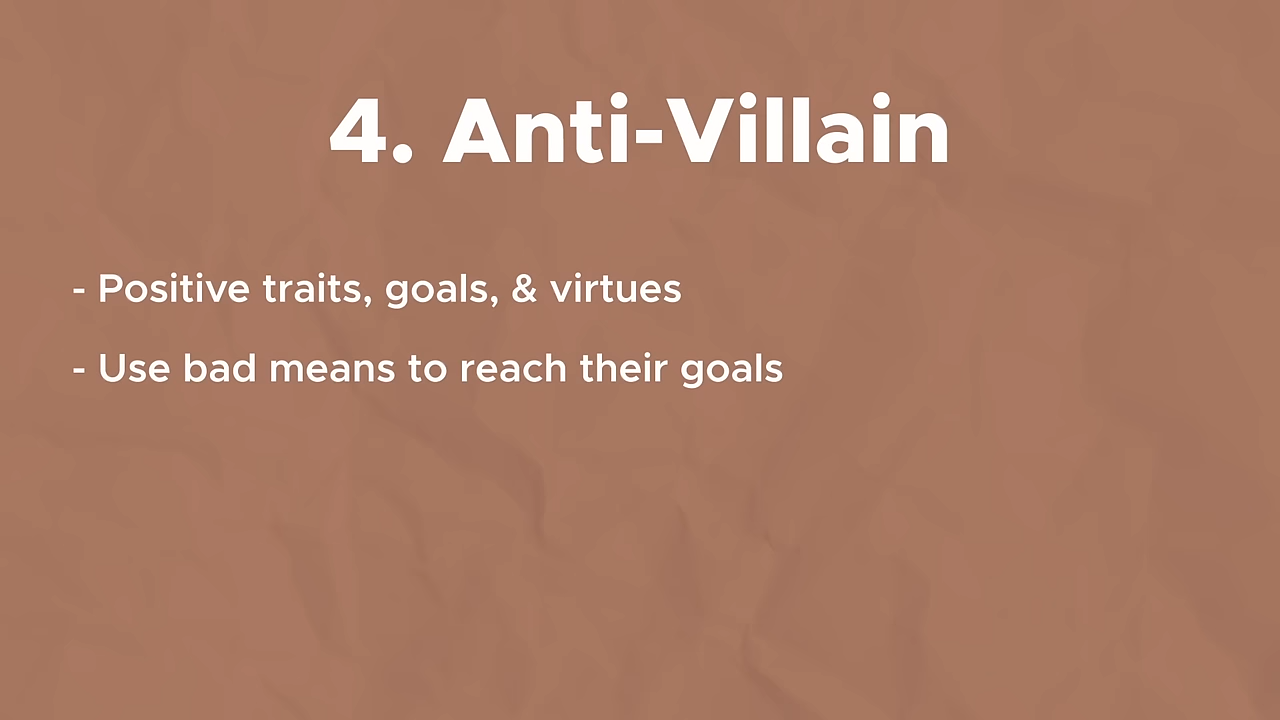 4. Anti-Villain
- Positive traits, goals, & virtues
- Use bad means to reach their goals